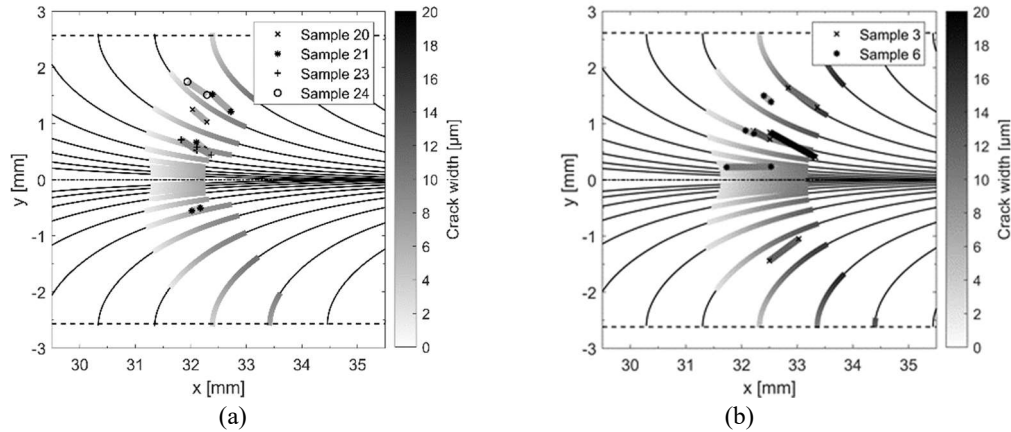 3
2
1
0
-1
-2
-3
y [mm]
30 31 32 33 34 35
x [mm]
Sample 20
Sample 21
Sample 23
Sample 24
20
18
16
14
12
10
8
6
4
2
0
Crack width [μm]
(a)
3
2
1
0
-1
-2
-3
y [mm]
30 31 32 33 34 35
x [mm]
Sample 3
Sample 6
20
18
16
14
12
10
8
6
4
2
0
Crack width [μm]
(b)